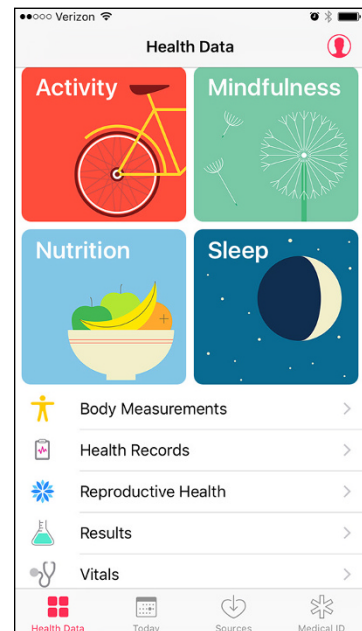 Verizon
Health Data
Activity
Mindfulness
Nutrition
Sleep
Body Measurements
Health Records
Reproductive Health
Results
Vitals
Health Data
Today
Sources
Medical ID